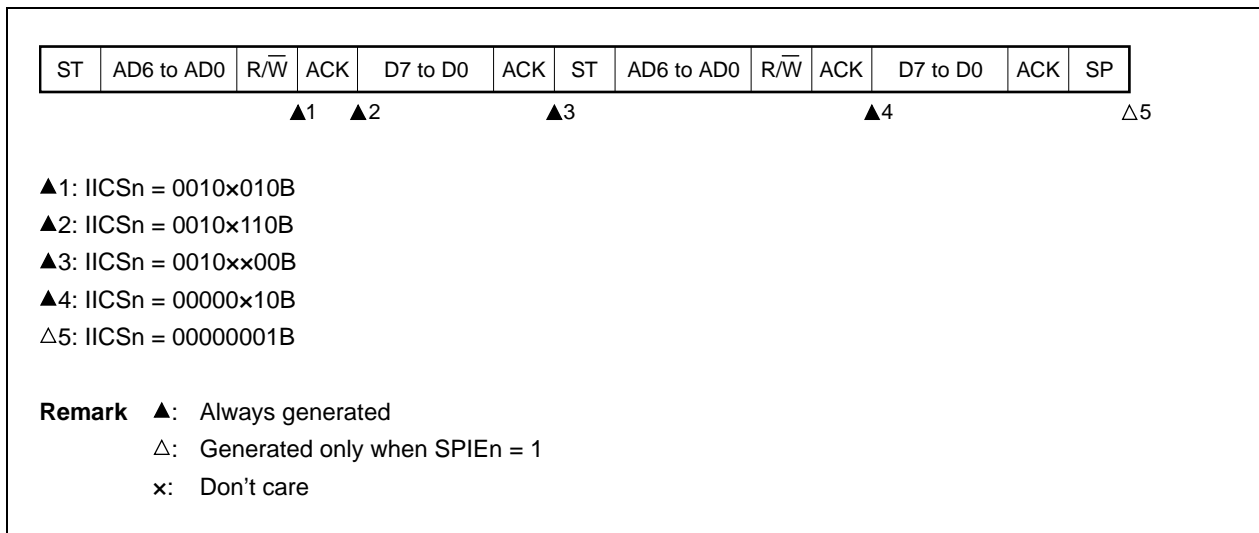 ST AD6 to AD0 R/W̅ ACK D7 to D0 ACK ST AD6 to AD0 R/W̅ ACK D7 to D0 ACK SP
▲1 ▲2 ▲3 ▲4 △5
▲1: IICSn = 0010×010B
▲2: IICSn = 0010×110B
▲3: IICSn = 0010××00B
▲4: IICSn = 00000×10B
△5: IICSn = 00000001B
Remark ▲: Always generated
△: Generated only when SPIEn = 1
×: Don't care